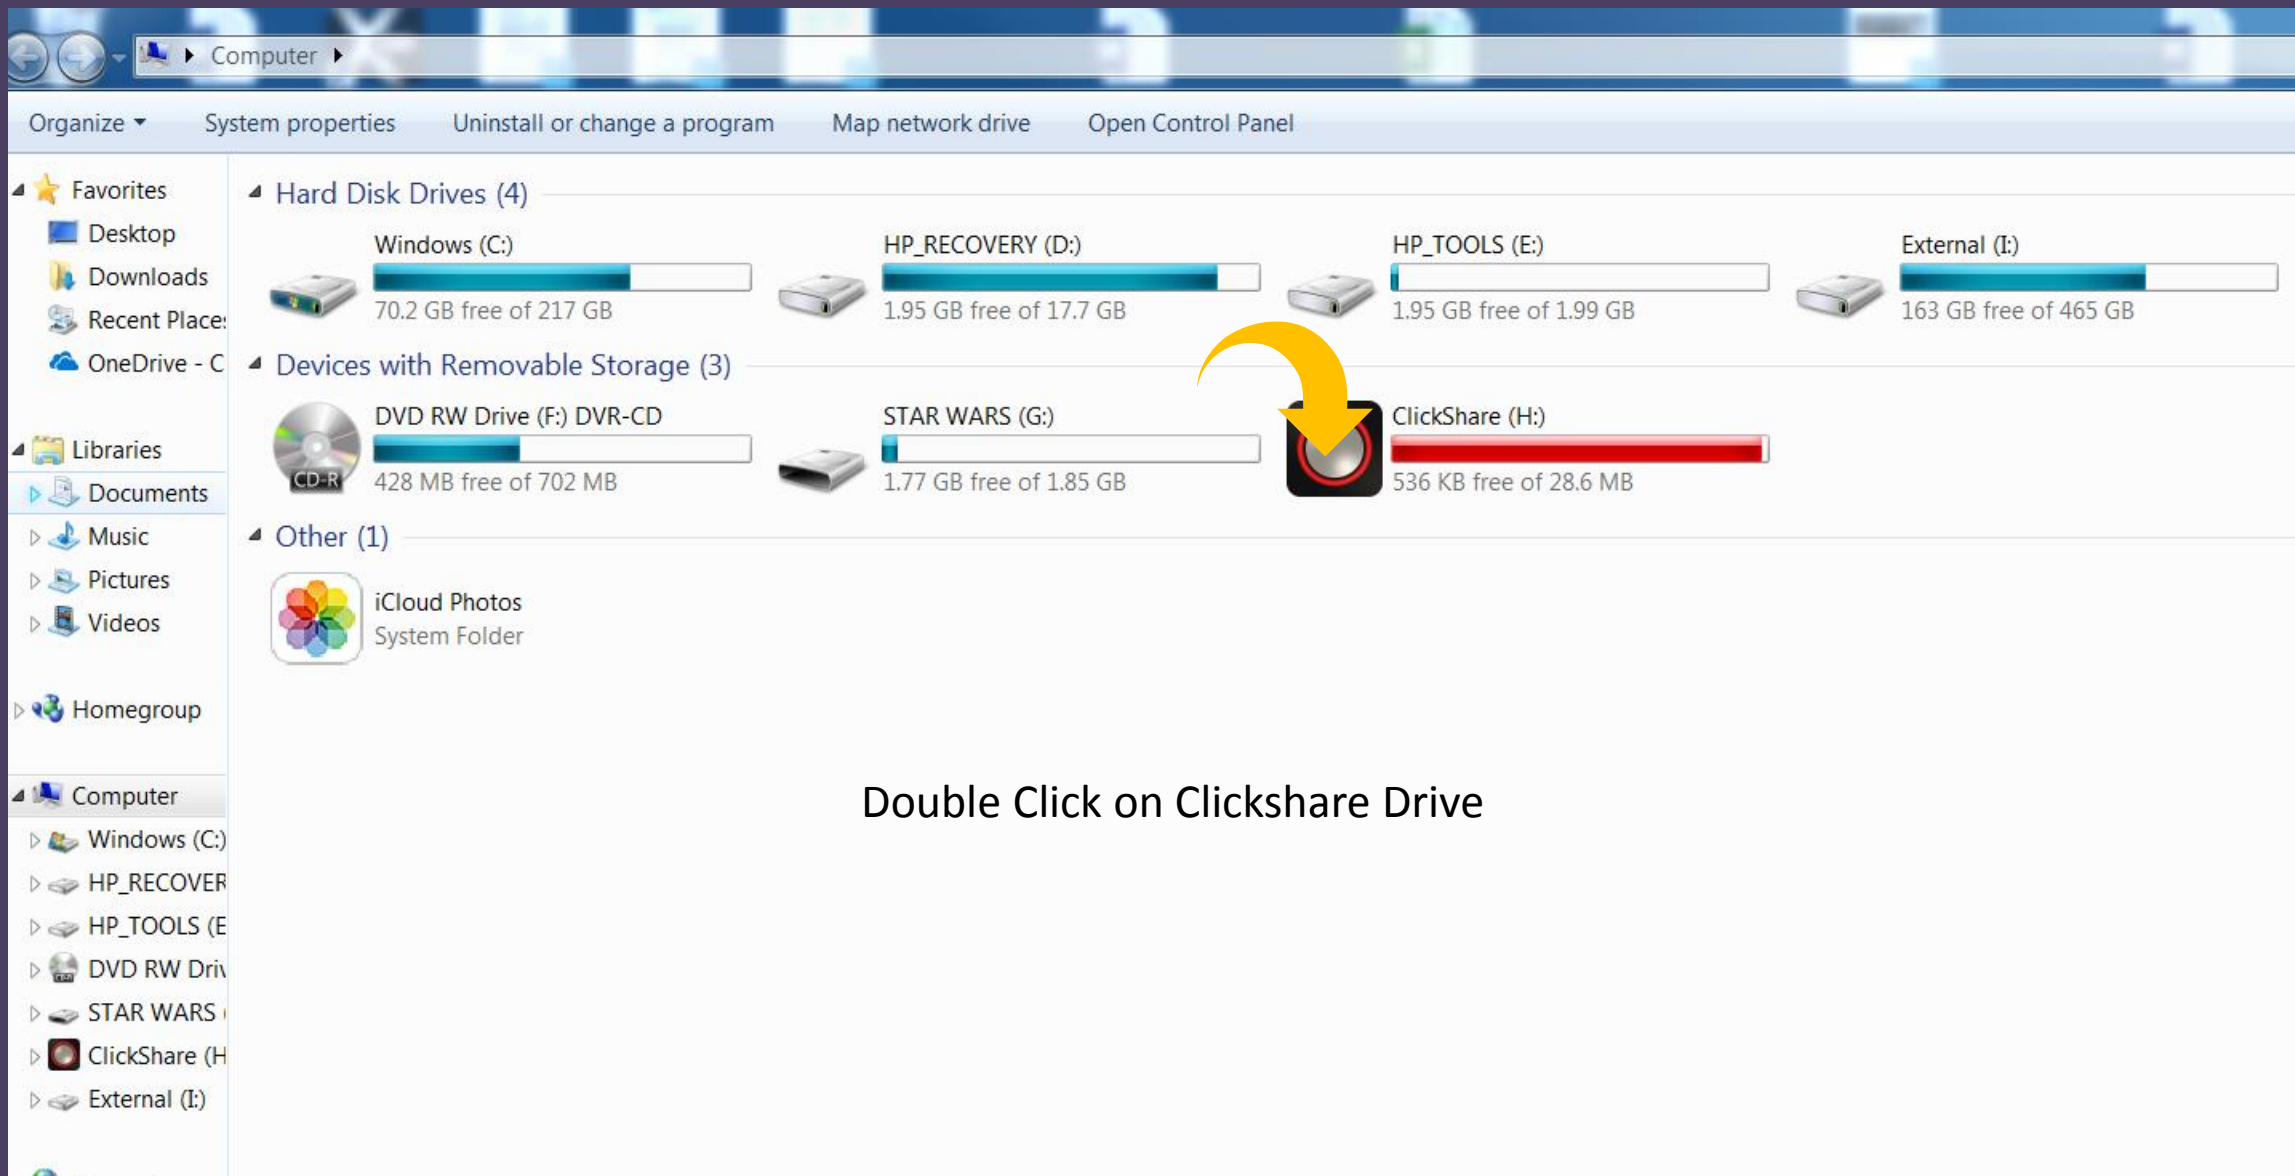 Computer
Organize System properties Uninstall or change a program Map network drive Open Control Panel
Favorites
Desktop
Downloads
Recent Places
OneDrive - C
Libraries
Documents
Music
Pictures
Videos
Homegroup
Computer
Windows (C:)
HP_RECOVER
HP_TOOLS (E
DVD RW Driv
STAR WARS (
ClickShare (H
External (I:)
Hard Disk Drives (4)
Windows (C:)
70.2 GB free of 217 GB
HP_RECOVERY (D:)
1.95 GB free of 17.7 GB
HP_TOOLS (E:)
1.95 GB free of 1.99 GB
External (I:)
163 GB free of 465 GB
Devices with Removable Storage (3)
CD-R
DVD RW Drive (F:) DVR-CD
428 MB free of 702 MB
STAR WARS (G:)
1.77 GB free of 1.85 GB
ClickShare (H:)
536 KB free of 28.6 MB
Other (1)
iCloud Photos
System Folder
Double Click on Clickshare Drive